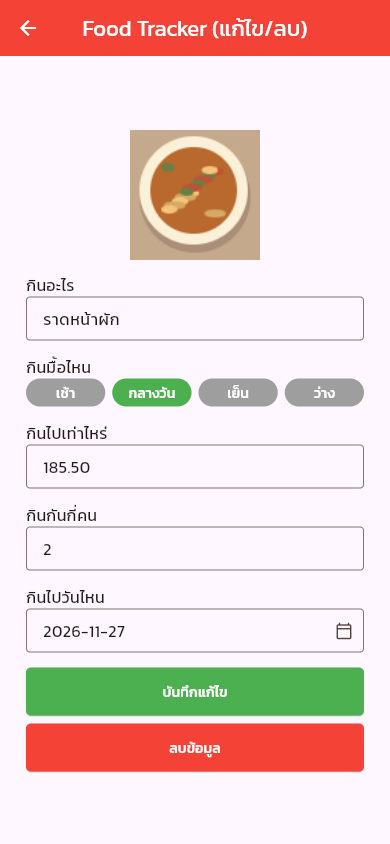 Food Tracker (แก้ไข/ลบ)
กินอะไร
ราดหน้าผัก
กินมื้อไหน
เช้า
กลางวัน
เย็น
ว่าง
กินไปเท่าไหร่
185.50
กินกันกี่คน
2
กินไปวันไหน
2026-11-27
บันทึกแก้ไข
ลบข้อมูล